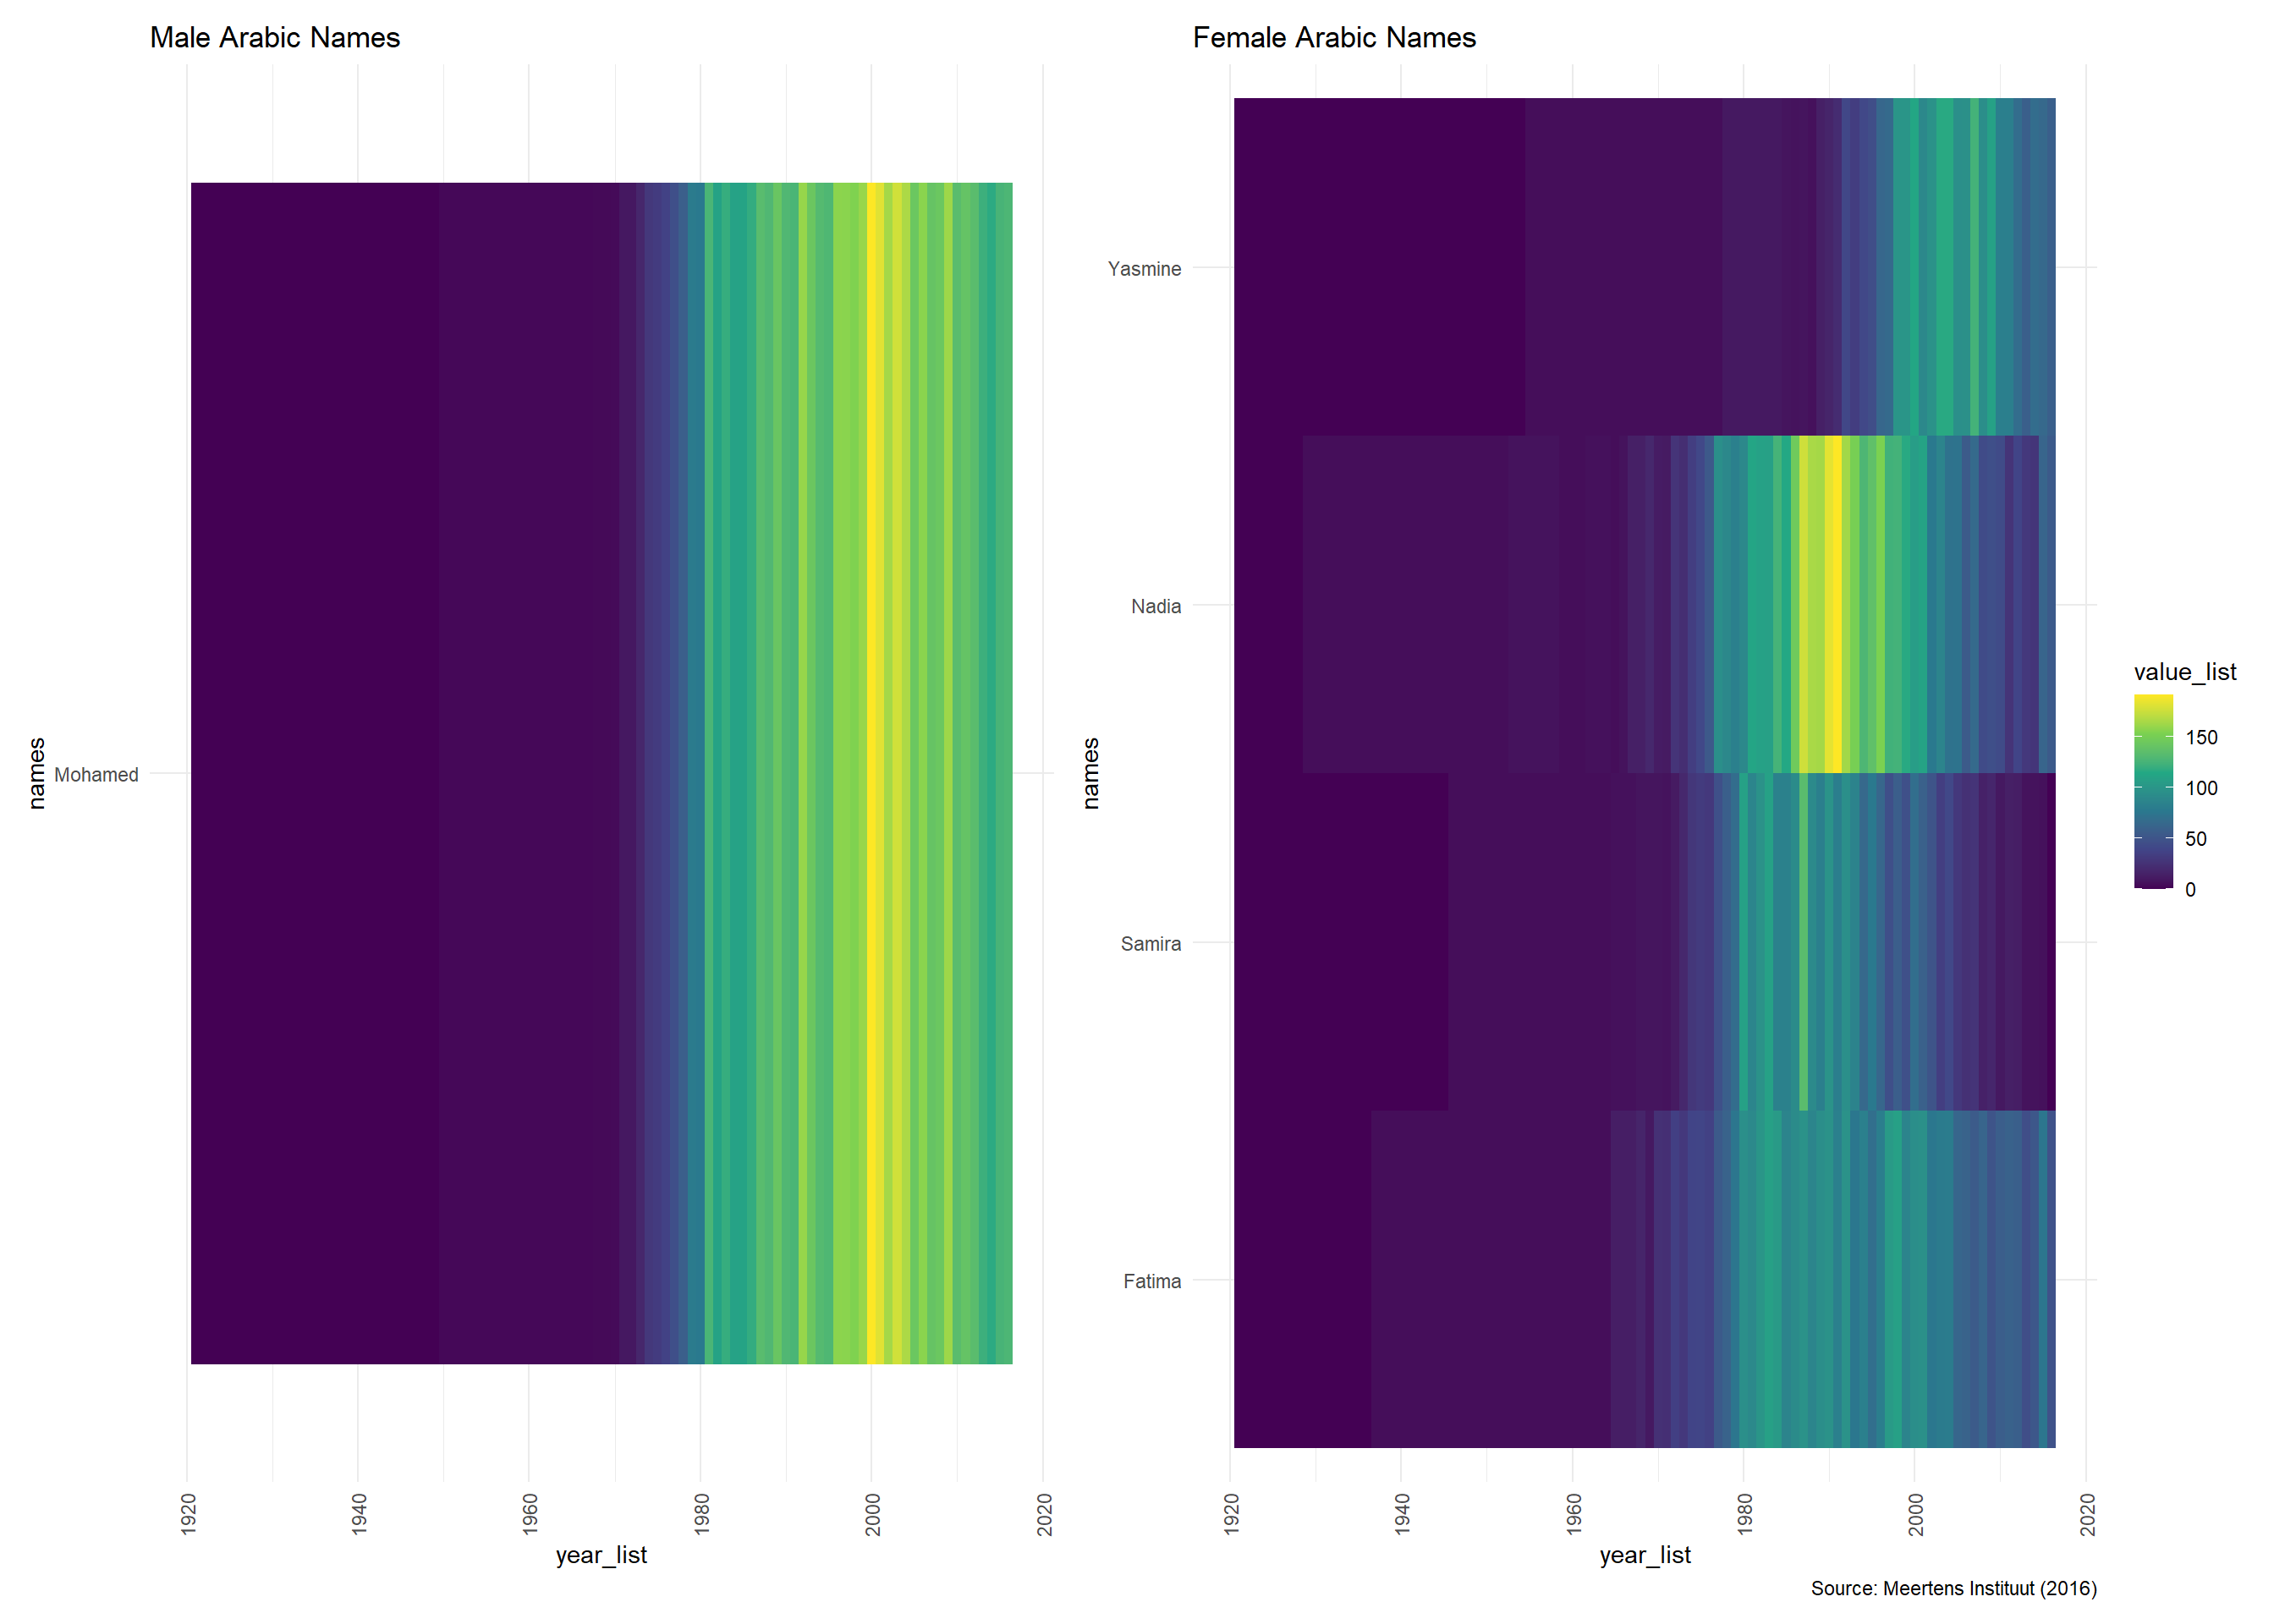 Male Arabic Names
names
Mohamed
1920
1940
1960
1980
2000
2020
year_list
Female Arabic Names
names
Yasmine
Nadia
Samira
Fatima
1920
1940
1960
1980
2000
2020
year_list
value_list
150
100
50
0
Source: Meertens Instituut (2016)